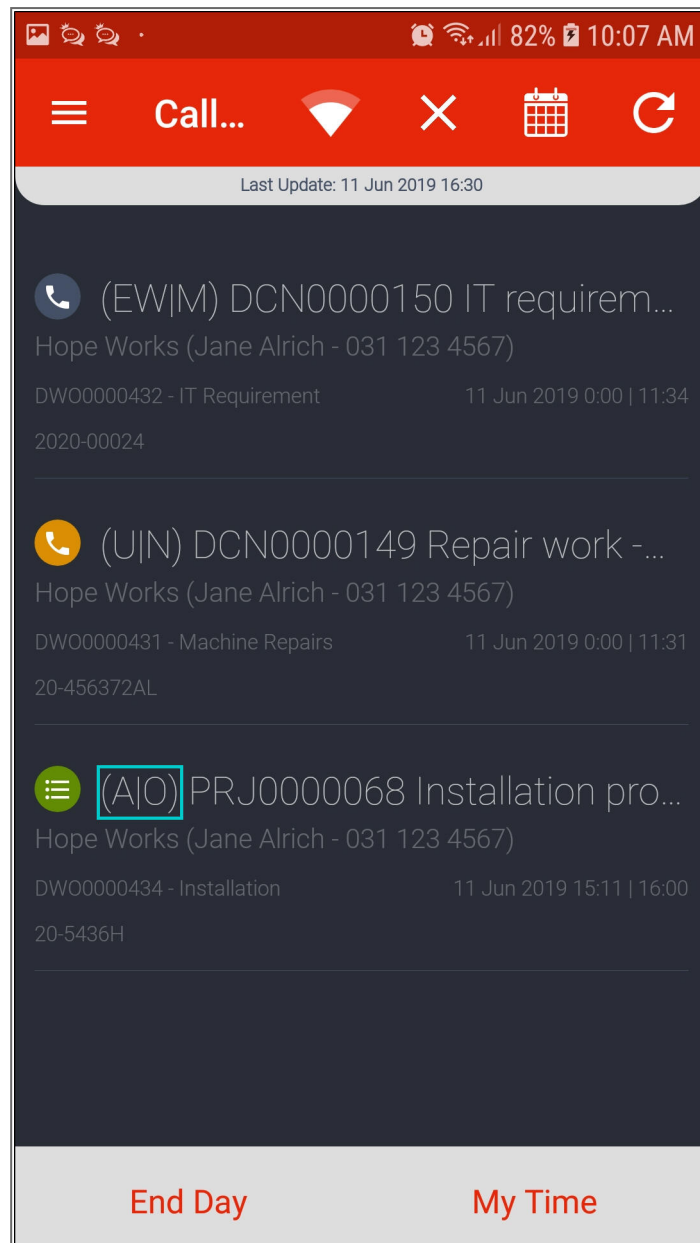 82% 10:07 AM
Call...
Last Update: 11 Jun 2019 16:30
(EW|M) DCN0000150 IT requirem...
Hope Works (Jane Alrich - 031 123 4567)
DWO0000432 - IT Requirement 11 Jun 2019 0:00 | 11:34
2020-00024
(U|N) DCN0000149 Repair work -...
Hope Works (Jane Alrich - 031 123 4567)
DWO0000431 - Machine Repairs 11 Jun 2019 0:00 | 11:31
20-456372AL
(A|O) PRJ0000068 Installation pro...
Hope Works (Jane Alrich - 031 123 4567)
DWO0000434 - Installation 11 Jun 2019 15:11 | 16:00
20-5436H
End Day My Time